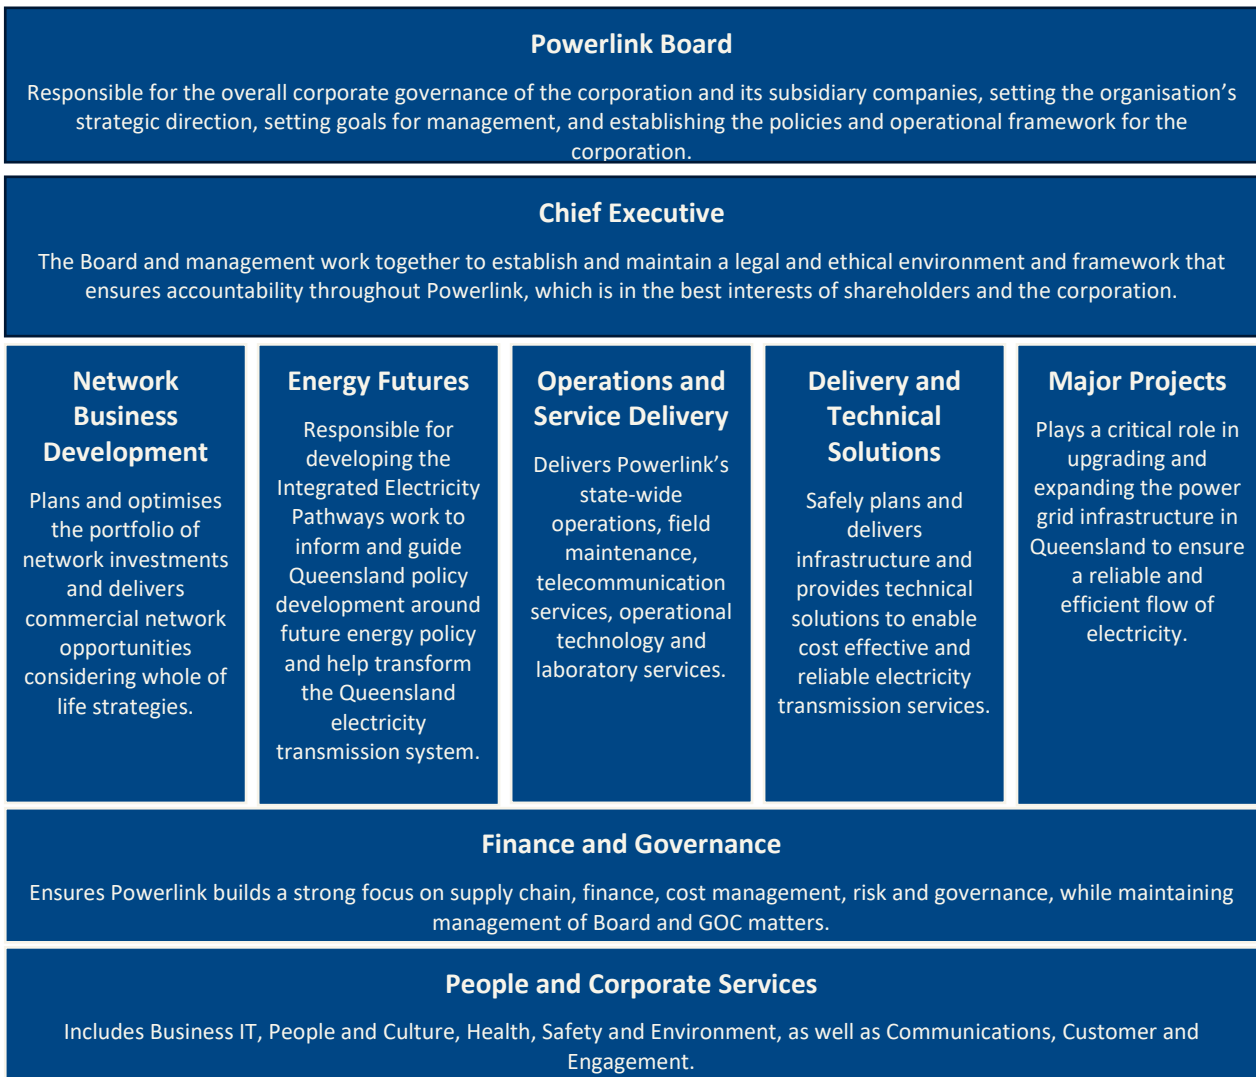 Powerlink Board
Responsible for the overall corporate governance of the corporation and its subsidiary companies, setting the organisation’s
strategic direction, setting goals for management, and establishing the policies and operational framework for the
corporation.
Chief Executive
The Board and management work together to establish and maintain a legal and ethical environment and framework that
ensures accountability throughout Powerlink, which is in the best interests of shareholders and the corporation.
Network
Business
Development
Plans and optimises
the portfolio of
network investments
and delivers
commercial network
opportunities
considering whole of
life strategies.
Energy Futures
Responsible for
developing the
Integrated Electricity
Pathways work to
inform and guide
Queensland policy
development around
future energy policy
and help transform
the Queensland
electricity
transmission system.
Operations and
Service Delivery
Delivers Powerlink’s
state-wide
operations, field
maintenance,
telecommunication
services, operational
technology and
laboratory services.
Delivery and
Technical
Solutions
Safely plans and
delivers
infrastructure and
provides technical
solutions to enable
cost effective and
reliable electricity
transmission services.
Major Projects
Plays a critical role in
upgrading and
expanding the power
grid infrastructure in
Queensland to ensure
a reliable and
efficient flow of
electricity.
Finance and Governance
Ensures Powerlink builds a strong focus on supply chain, finance, cost management, risk and governance, while maintaining
management of Board and GOC matters.
People and Corporate Services
Includes Business IT, People and Culture, Health, Safety and Environment, as well as Communications, Customer and
Engagement.